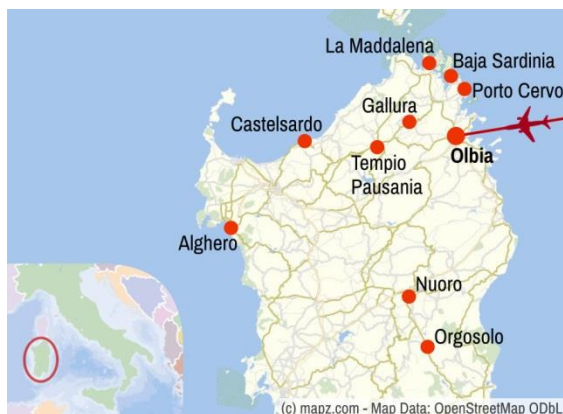 La Maddalena
Baja Sardinia
Porto Cervo
Gallura
Castelsardo
Olbia
Tempio
Pausania
Alghero
Nuoro
Orgosolo
(c) mapz.com - Map Data: OpenStreetMap ODbL